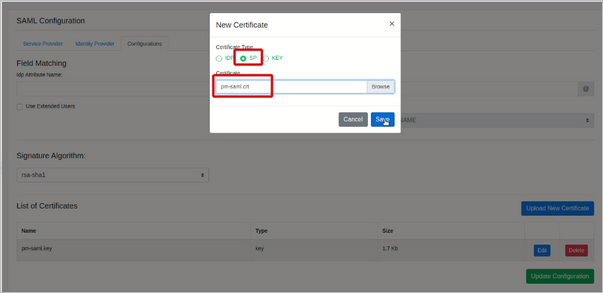 SAML Configuration
Service Provider
Identity Provider
Configurations
Field Matching
Idp Attribute Name:
@
Use Extended Users
NAME
Signature Algorithm:
rsa-sha1
List of Certificates
Upload New Certificate
Name Type Size
pm-saml.key key 1.7 Kb Edit Delete
Update Configuration
New Certificate
×
Certificate Type
IDP SP KEY
Certificate
pm-saml.crt Browse
Cancel Save